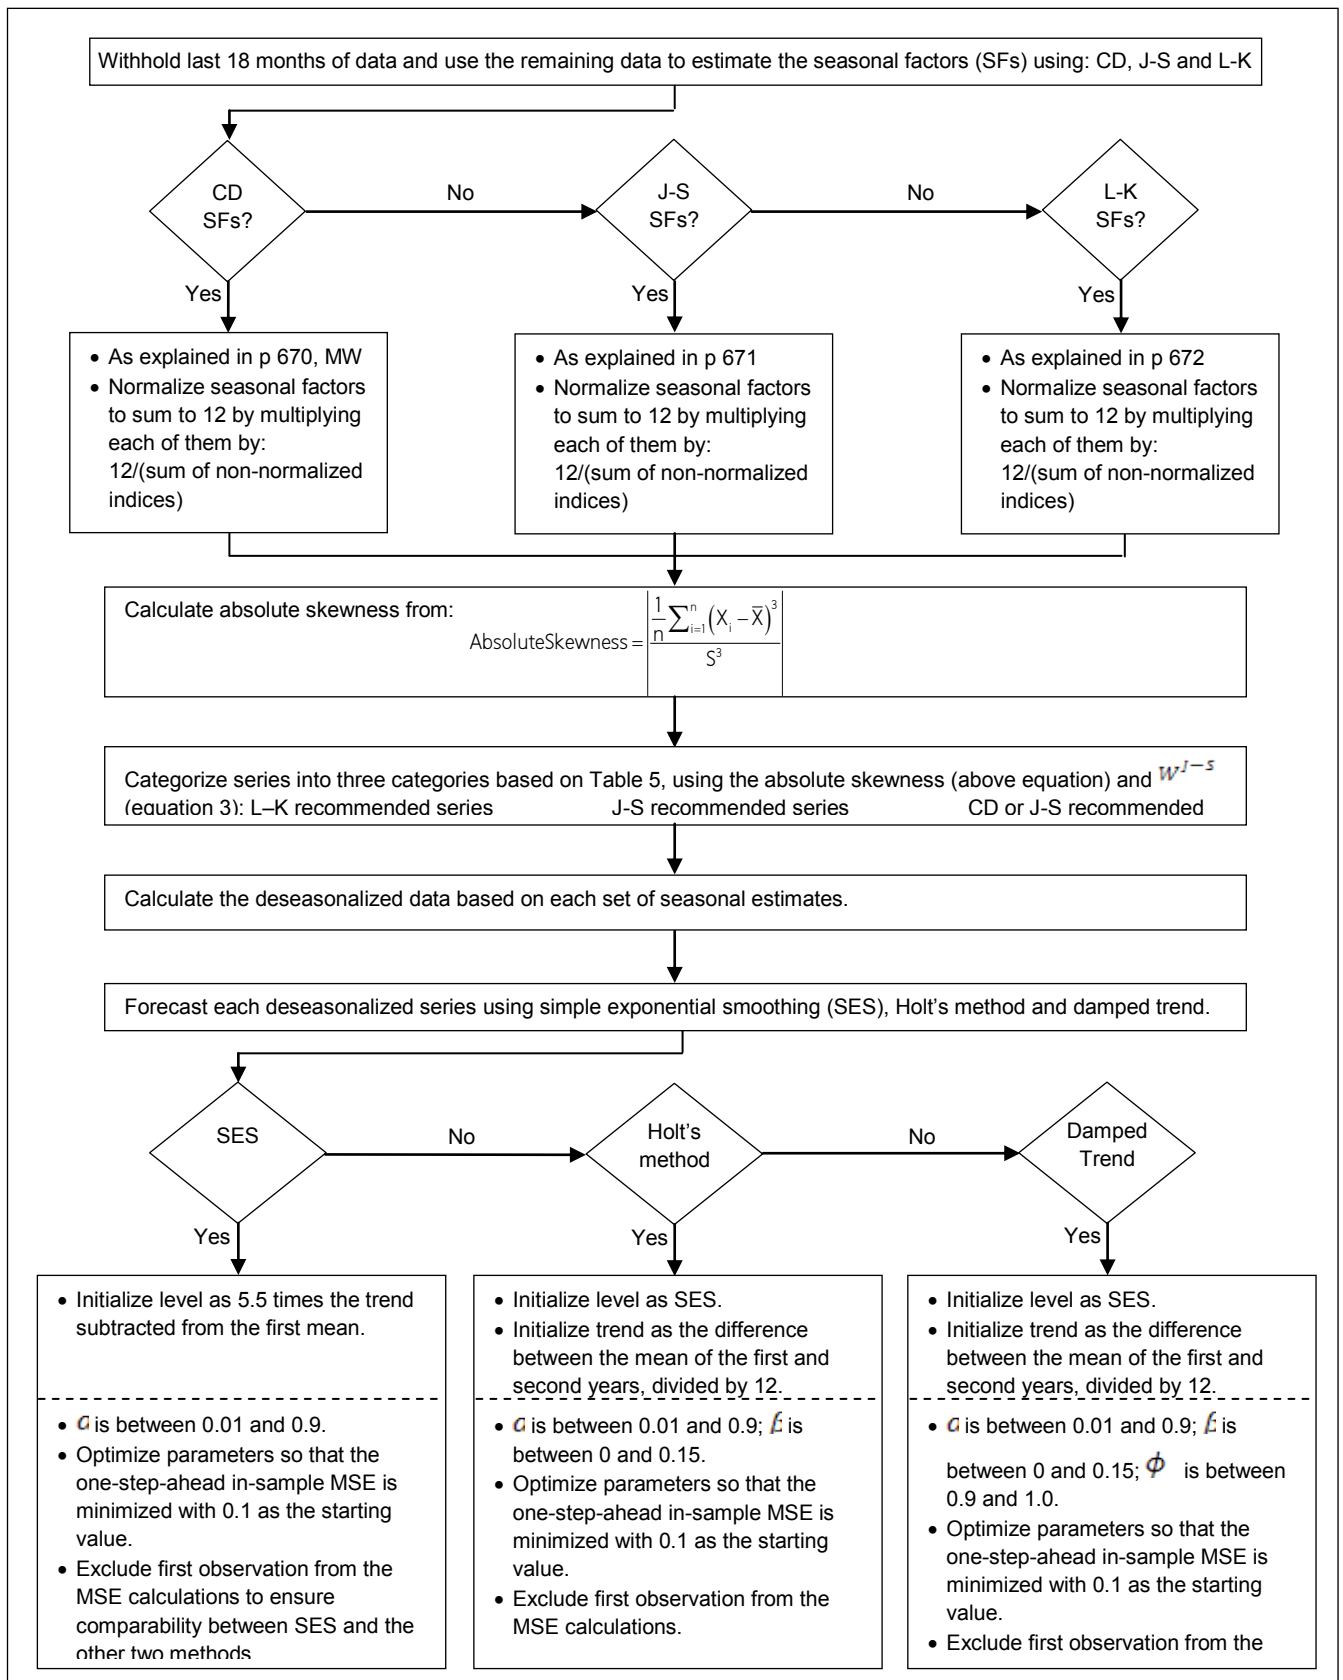 Withhold last 18 months of data and use the remaining data to estimate the seasonal factors (SFs) using: CD, J-S and L-K
CD
SFs?
No
J-S
SFs?
No
L-K
SFs?
Yes
Yes
Yes
• As explained in p 670, MW
• Normalize seasonal factors
to sum to 12 by multiplying
each of them by:
12/(sum of non-normalized
indices)
• As explained in p 671
• Normalize seasonal factors
to sum to 12 by multiplying
each of them by:
12/(sum of non-normalized
indices)
• As explained in p 672
• Normalize seasonal factors
to sum to 12 by multiplying
each of them by:
12/(sum of non-normalized
indices)
Calculate absolute skewness from:
AbsoluteSkewness = | (1/n ∑ᵢ₌₁ⁿ (Xᵢ − X̄)³) / S³ |
Categorize series into three categories based on Table 5, using the absolute skewness (above equation) and W^J−S
(equation 3): L–K recommended series J-S recommended series CD or J-S recommended
Calculate the deseasonalized data based on each set of seasonal estimates.
Forecast each deseasonalized series using simple exponential smoothing (SES), Holt's method and damped trend.
SES
No
Holt's
method
No
Damped
Trend
Yes
Yes
Yes
• Initialize level as 5.5 times the trend
subtracted from the first mean.
• α is between 0.01 and 0.9.
• Optimize parameters so that the
one-step-ahead in-sample MSE is
minimized with 0.1 as the starting
value.
• Exclude first observation from the
MSE calculations to ensure
comparability between SES and the
other two methods
• Initialize level as SES.
• Initialize trend as the difference
between the mean of the first and
second years, divided by 12.
• α is between 0.01 and 0.9; β is
between 0 and 0.15.
• Optimize parameters so that the
one-step-ahead in-sample MSE is
minimized with 0.1 as the starting
value.
• Exclude first observation from the
MSE calculations.
• Initialize level as SES.
• Initialize trend as the difference
between the mean of the first and
second years, divided by 12.
• α is between 0.01 and 0.9; β is
between 0 and 0.15; ϕ is between
0.9 and 1.0.
• Optimize parameters so that the
one-step-ahead in-sample MSE is
minimized with 0.1 as the starting
value.
• Exclude first observation from the